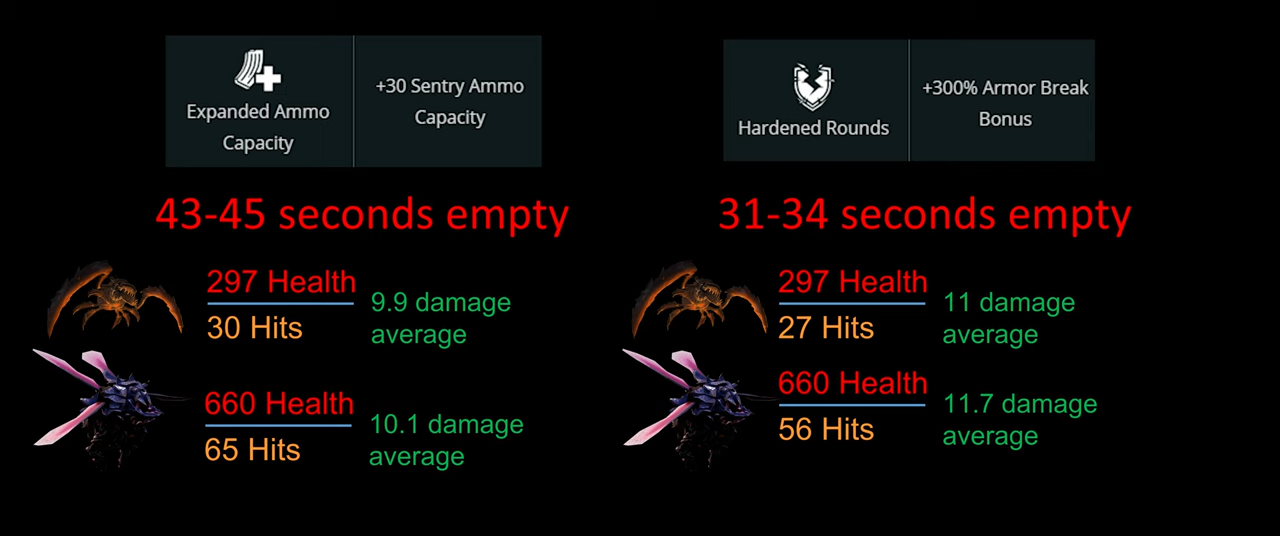 Expanded Ammo
Capacity
+30 Sentry Ammo
Capacity
Hardened Rounds
+300% Armor Break
Bonus
43-45 seconds empty
31-34 seconds empty
297 Health
30 Hits
9.9 damage
average
660 Health
65 Hits
10.1 damage
average
297 Health
27 Hits
11 damage
average
660 Health
56 Hits
11.7 damage
average